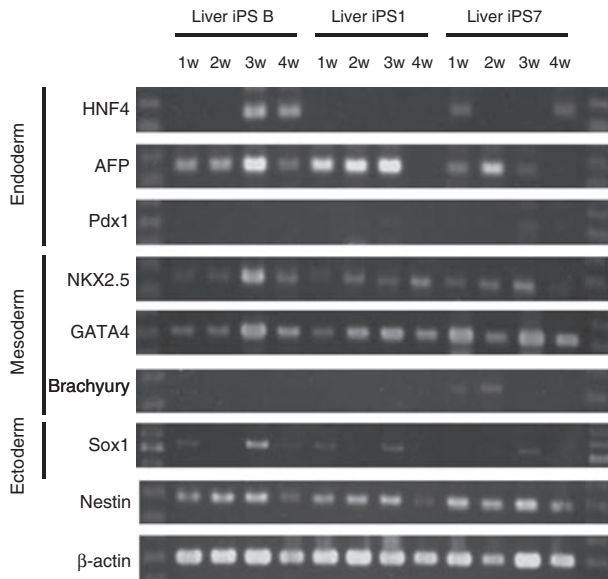 Liver iPS B Liver iPS1 Liver iPS7
1w 2w 3w 4w 1w 2w 3w 4w 1w 2w 3w 4w
Endoderm
HNF4
AFP
Pdx1
Mesoderm
NKX2.5
GATA4
Brachyury
Ectoderm
Sox1
Nestin
β-actin